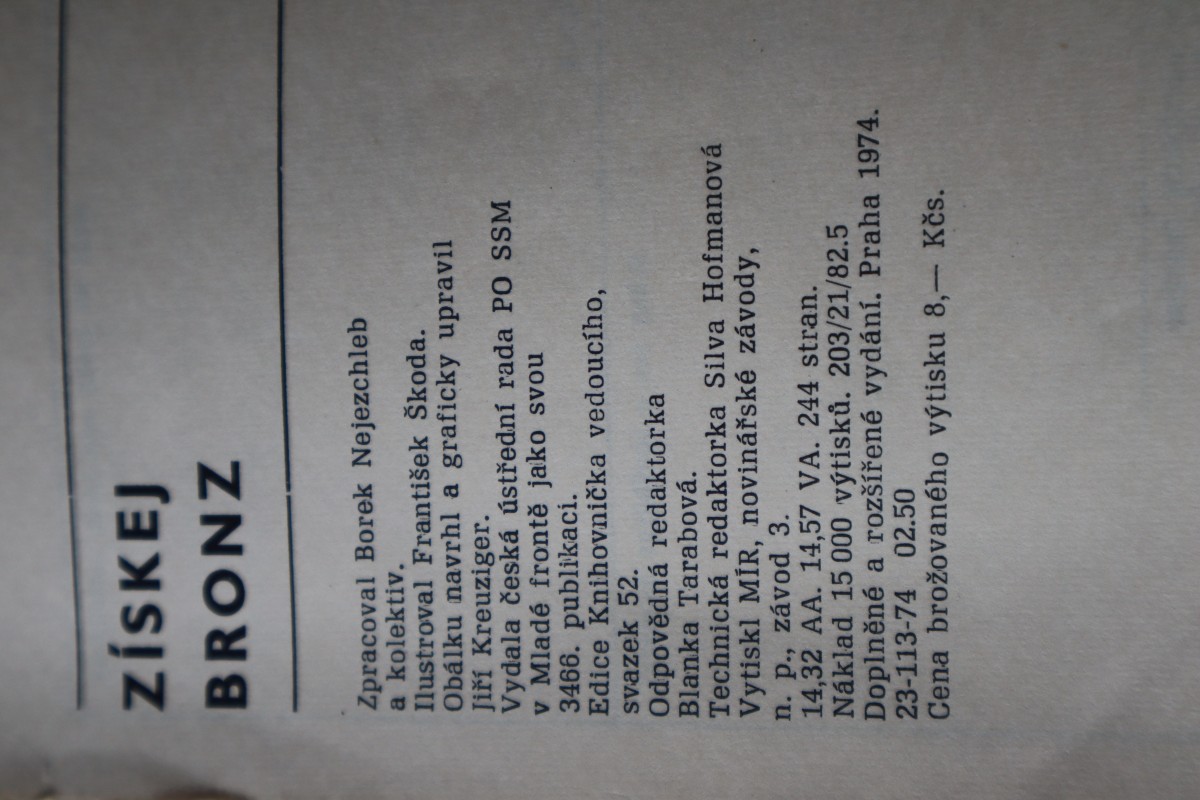 ZÍSKEJ
BRONZ
Zpracoval Borek Nejezchleb
a kolektiv.
Ilustroval František Škoda.
Obálku navrhl a graficky upravil
Jiří Kreuziger.
Vydala česká ústřední rada PO SSM
v Mladé frontě jako svou
3466. publikaci.
Edice Knihovnička vedoucího,
svazek 52.
Odpovědná redaktorka
Blanka Tarabová.
Technická redaktorka Silva Hofmanová
Vytiskl MÍR, novinářské závody,
n. p., závod 3.
14,32 AA. 14,57 VA. 244 stran.
Náklad 15 000 výtisků. 203/21/82.5
Doplněné a rozšířené vydání. Praha 1974.
23-113-74 02.50
Cena brožovaného výtisku 8,— Kčs.